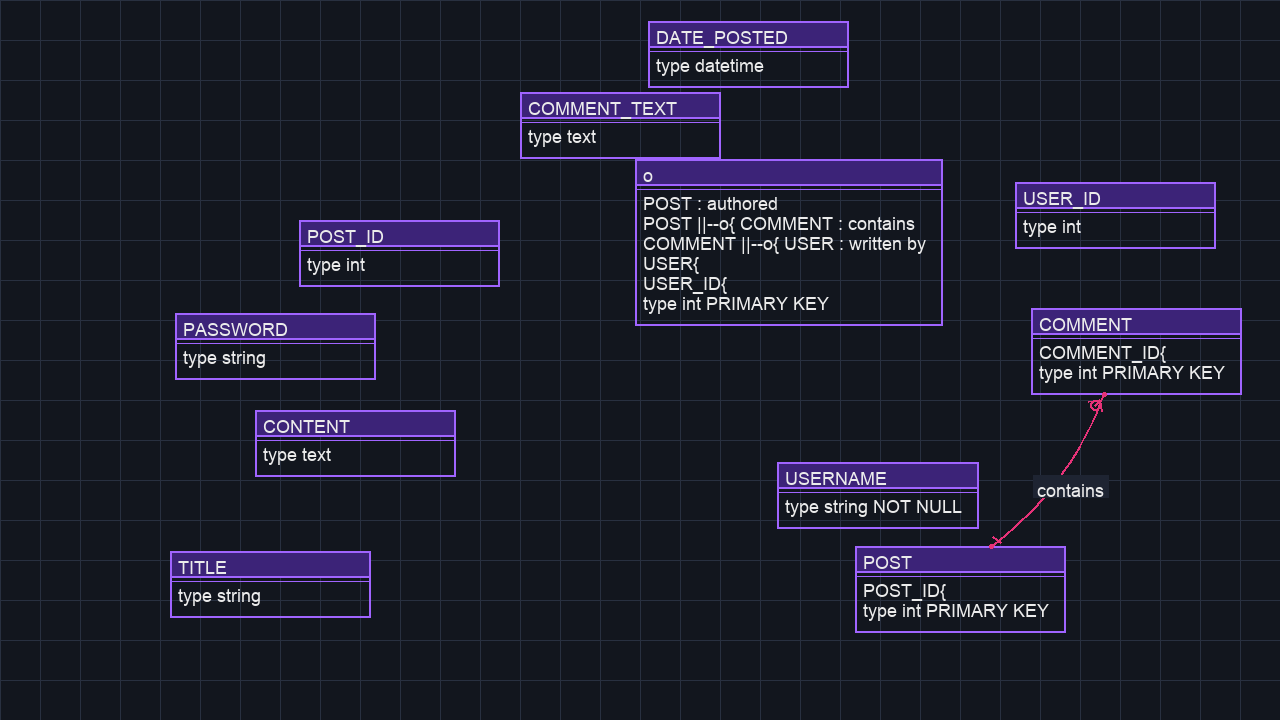 DATE_POSTED
type datetime
COMMENT_TEXT
type text
o
POST : authored
POST ||--o{ COMMENT : contains
COMMENT ||--o{ USER : written by
USER{
USER_ID{
type int PRIMARY KEY
USER_ID
type int
POST_ID
type int
PASSWORD
type string
COMMENT
COMMENT_ID{
type int PRIMARY KEY
CONTENT
type text
USERNAME
type string NOT NULL
contains
TITLE
type string
POST
POST_ID{
type int PRIMARY KEY